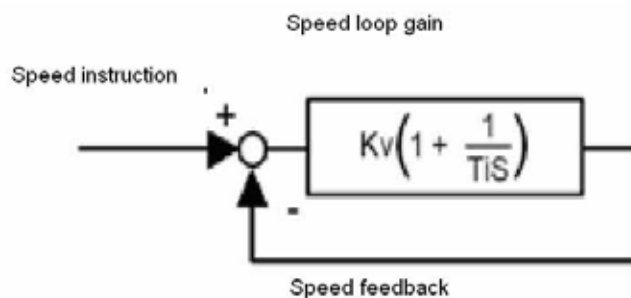 Speed loop gain
Speed instruction
+
Kv(1 + 1/TiS)
-
Speed feedback